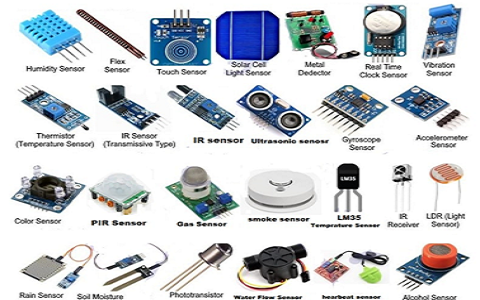 Humidity Sensor
Flex
Sensor
Touch Sensor
Solar Cell
Light Sensor
Metal
Dedector
Real Time
Clock Sensor
Vibration
Sensor
Thermistor
(Temperature Sensor)
IR Sensor
(Transmissive Type)
IR sensor
Ultrasonic sensor
Gyroscope
Sensor
Accelerometer
Sensor
Color Sensor
PIR Sensor
Gas Sensor
smoke sensor
LM35
LM35
Temprature Sensor
IR
Receiver
LDR (Light
Sensor)
Rain Sensor
Soil Moisture
Phototransistor
Water Flow Sensor
hearbeat sensor
Alcohol Sensor